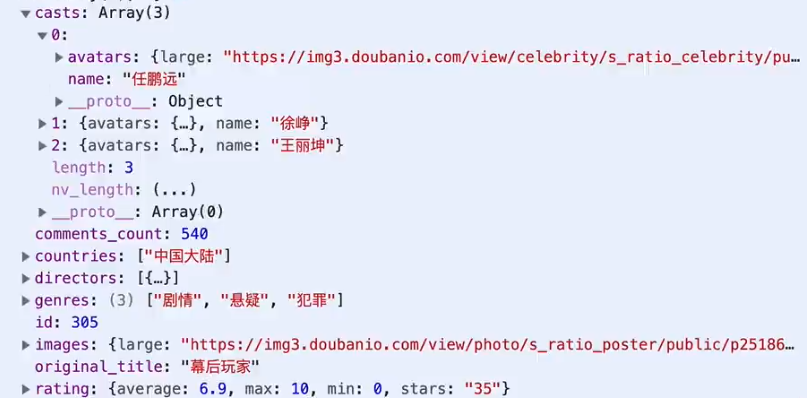 casts: Array(3)
0:
avatars: {large: "https://img3.doubanio.com/view/celebrity/s_ratio_celebrity/pu…
name: "任鹏远"
__proto__: Object
1: {avatars: {…}, name: "徐峥"}
2: {avatars: {…}, name: "王丽坤"}
length: 3
nv_length: (...)
__proto__: Array(0)
comments_count: 540
countries: ["中国大陆"]
directors: [{…}]
genres: (3) ["剧情", "悬疑", "犯罪"]
id: 305
images: {large: "https://img3.doubanio.com/view/photo/s_ratio_poster/public/p25186…
original_title: "幕后玩家"
rating: {average: 6.9, max: 10, min: 0, stars: "35"}